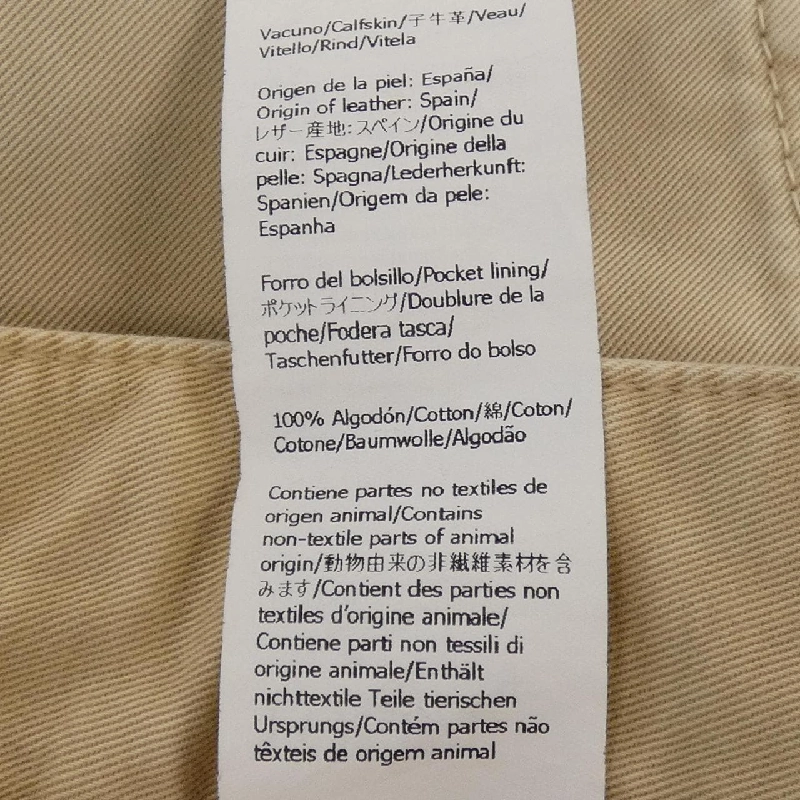 Vacuno/Calfskin/子牛革/Veau/
Vitello/Rind/Vitela
Origen de la piel: España/
Origin of leather: Spain/
レザー産地: スペイン/Origine du
cuir: Espagne/Origine della
pelle: Spagna/Lederherkunft:
Spanien/Origem da pele:
Espanha
Forro del bolsillo/Pocket lining/
ポケットライニング/Doublure de la
poche/Fodera tasca/
Taschenfutter/Forro do bolso
100% Algodón/Cotton/綿/Coton/
Cotone/Baumwolle/Algodão
Contiene partes no textiles de
origen animal/Contains
non-textile parts of animal
origin/動物由来の非繊維素材を含
みます/Contient des parties non
textiles d'origine animale/
Contiene parti non tessili di
origine animale/Enthält
nichttextile Teile tierischen
Ursprungs/Contém partes não
têxteis de origem animal